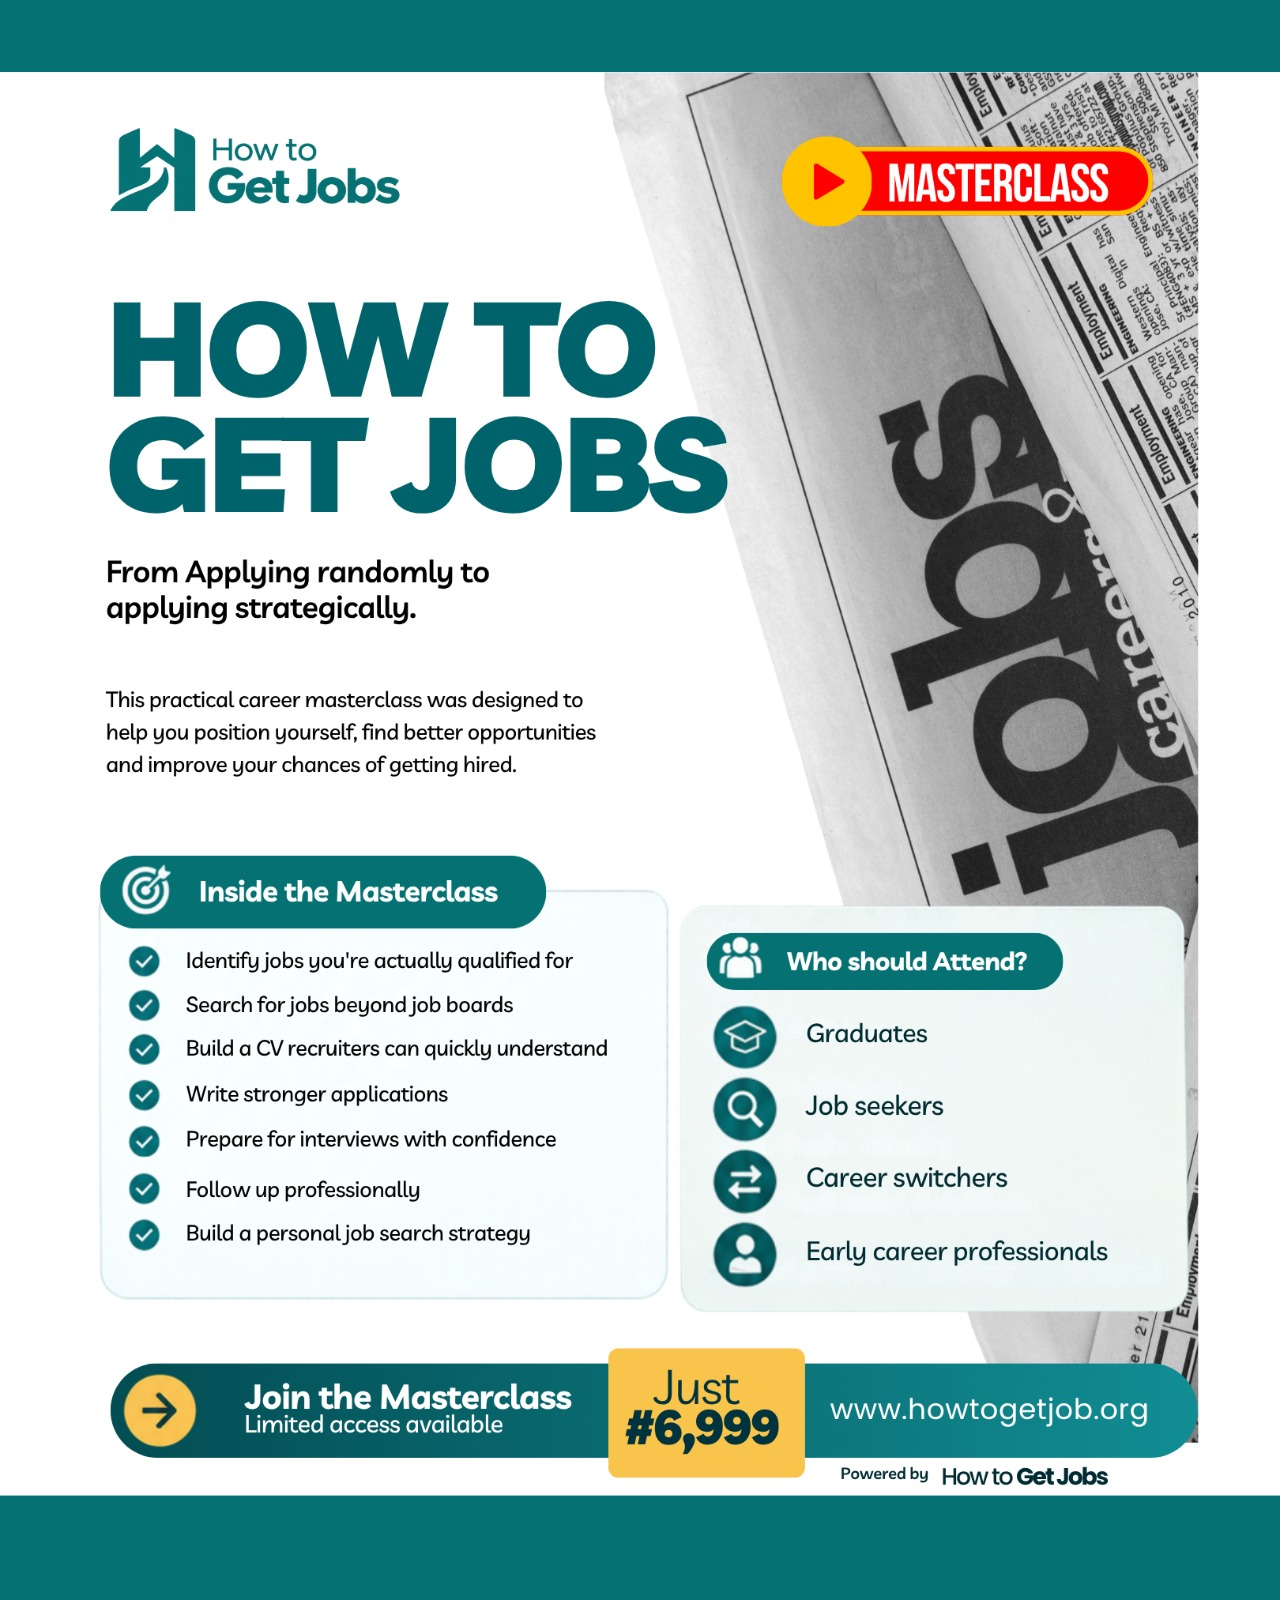 How to
Get Jobs
MASTERCLASS
HOW TO
GET JOBS
From Applying randomly to
applying strategically.
This practical career masterclass was designed to
help you position yourself, find better opportunities
and improve your chances of getting hired.
jobs
&
careers
Employment
Employment
ENGINEERING
Employment
ENGINEERING
2010
Inside the Masterclass
Identify jobs you're actually qualified for
Search for jobs beyond job boards
Build a CV recruiters can quickly understand
Write stronger applications
Prepare for interviews with confidence
Follow up professionally
Build a personal job search strategy
Who should Attend?
Graduates
Job seekers
Career switchers
Early career professionals
Join the Masterclass
Limited access available
Just
#6,999
www.howtogetjob.org
Powered by How to Get Jobs